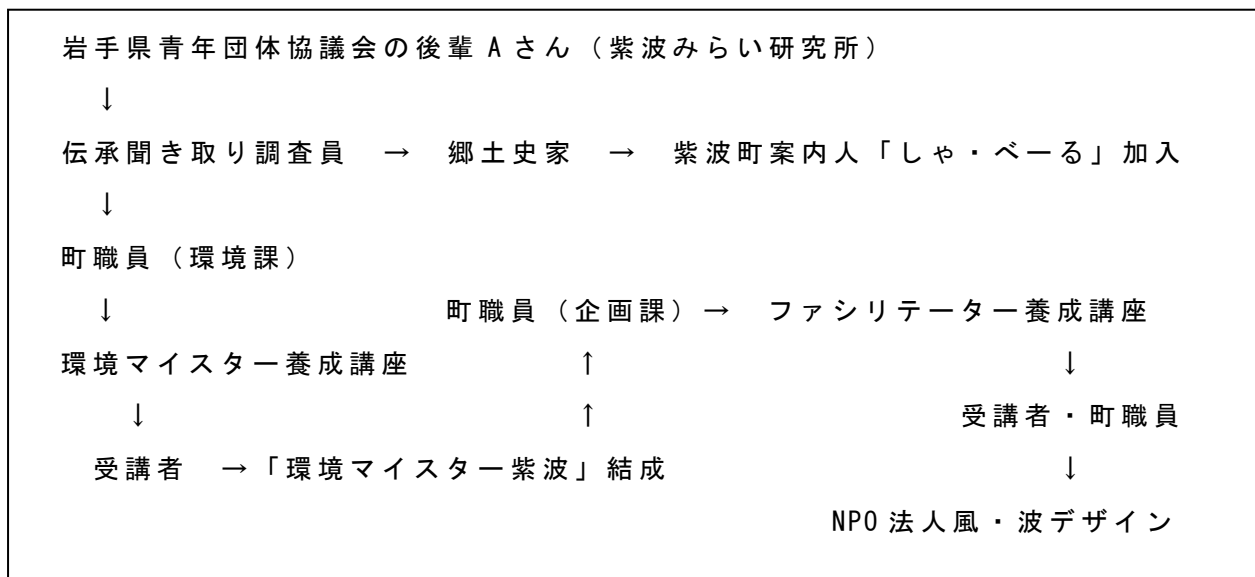 岩手県青年団体協議会の後輩 A さん（紫波みらい研究所）
↓
伝承聞き取り調査員 → 郷土史家 → 紫波町案内人「しゃ・べーる」加入
↓
町職員（環境課）
↓ 町職員（企画課）→ ファシリテーター養成講座
環境マイスター養成講座 ↑ ↓
↓ ↑ 受講者・町職員
受講者 →「環境マイスター紫波」結成 ↓
NPO 法人風・波デザイン